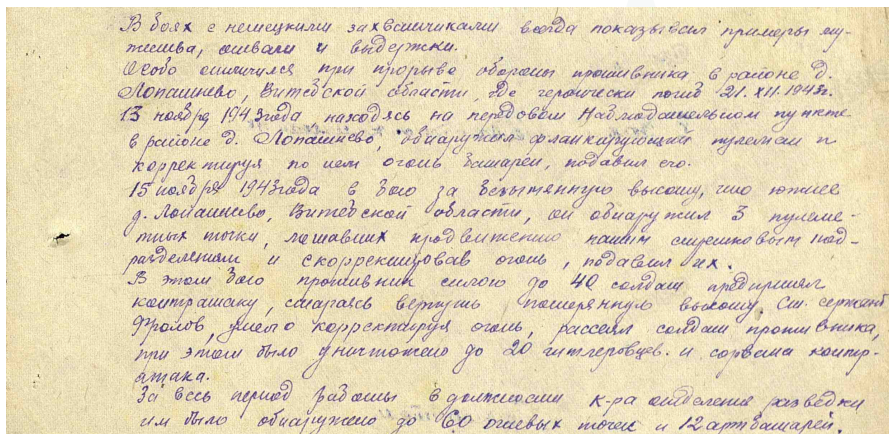 В боях с немецкими захватчиками всегда показывал примеры му-
жества, отваги и выдержки.
Особо отличился при прорыве обороны противника в районе д.
Лопашнево, Витебской области, где героически погиб 21.XII.1943г.
13 ноября 1943 года находясь на передовом Наблюдательном пункте
в районе д. Лопашнево, обнаружил фланкирующий пулемет и
корректируя по нем огонь батареи, подавил его.
15 ноября 1943 года в бою за безымянную высоту, что южнее
д. Лопашнево, Витебской области, он обнаружил 3 пулеме-
тных точки, мешавших продвижению нашим стрелковым под-
разделениям и скорректировав огонь, подавил их.
В этом бою противник силою до 40 солдат предпринял
контратаку, стараясь вернуть потерянную высоту. Ст. сержант
Фролов, умело корректируя огонь, рассеял солдат противника,
при этом было уничтожено до 20 гитлеровцев. и сорвана контр-
атака.
За весь период работы в должности к-ра отделения разведки
им было обнаружено до 60 огневых точек и 12 артбатарей.